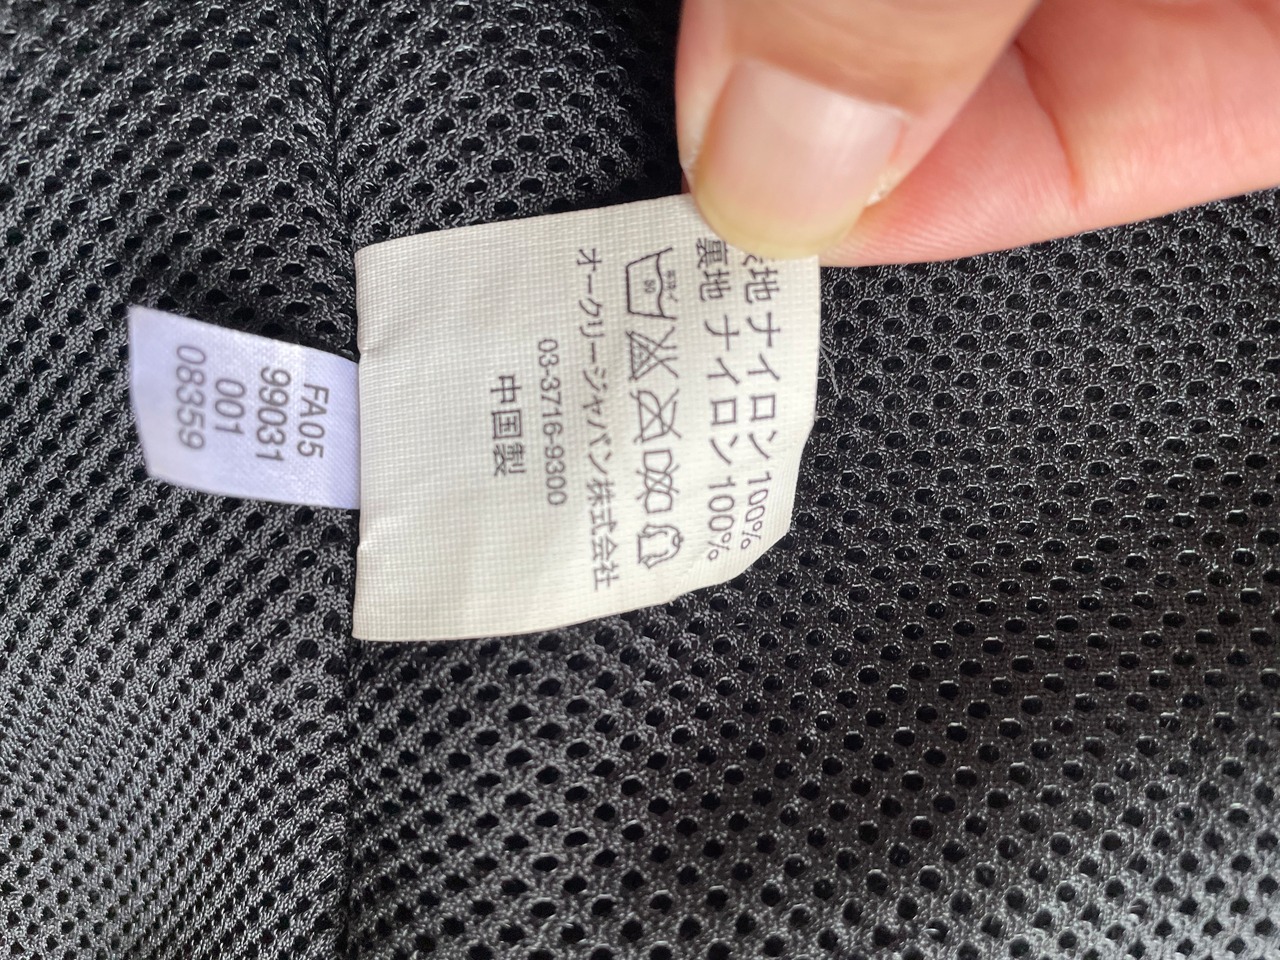 地 ナイロン 100%
裏地 ナイロン 100%
オークリージャパン株式会社
03-3716-9300
中国製
FA05
99031
001
08359